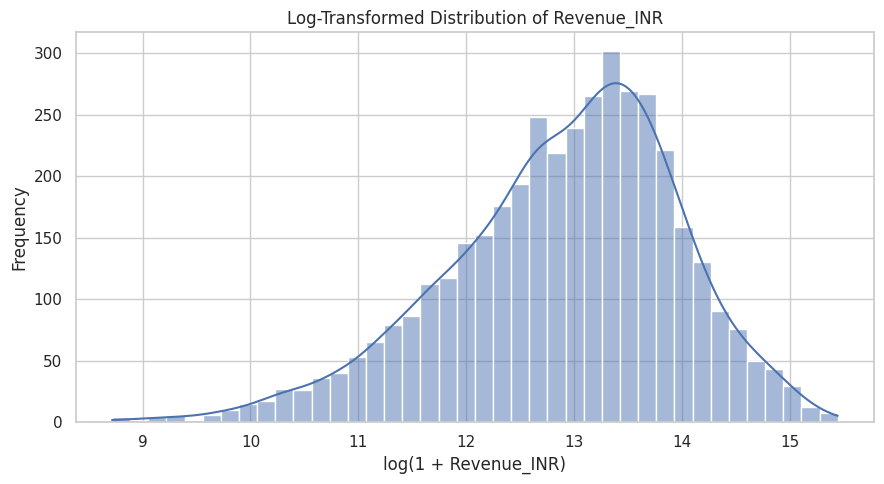 Log-Transformed Distribution of Revenue_INR
300
250
200
150
100
50
0
Frequency
9 10 11 12 13 14 15
log(1 + Revenue_INR)